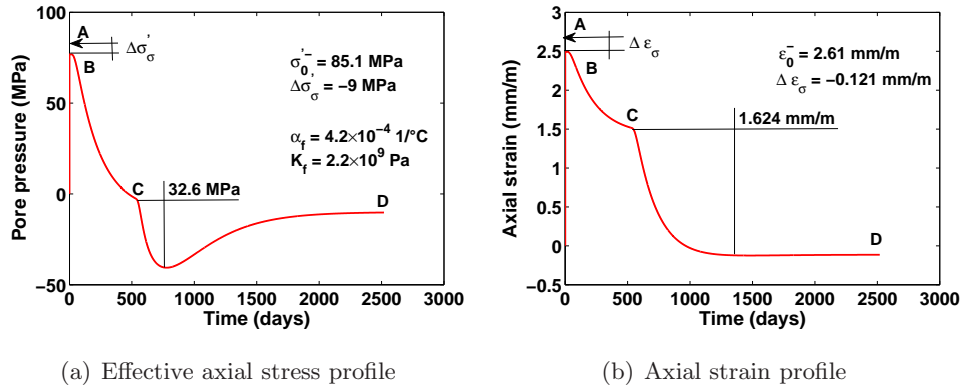 100
50
0
−50
Pore pressure (MPa)
A
Δσσ'
B
σ0'− = 85.1 MPa
Δσσ' = −9 MPa
αf = 4.2×10−4 1/°C
Kf = 2.2×109 Pa
C
32.6 MPa
D
0 500 1000 1500 2000 2500 3000
Time (days)
(a) Effective axial stress profile
3
2.5
2
1.5
1
0.5
0
−0.5
Axial strain (mm/m)
A
Δ εσ
B
ε0− = 2.61 mm/m
Δ εσ = −0.121 mm/m
C
1.624 mm/m
D
0 500 1000 1500 2000 2500 3000
Time (days)
(b) Axial strain profile